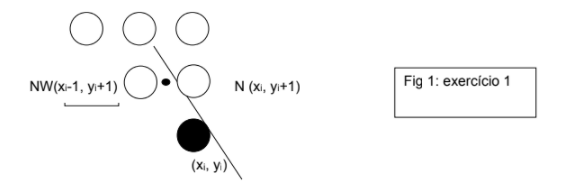 NW(xi-1, yi+1)
N (xi, yi+1)
Fig 1: exercício 1
(xi, yi)